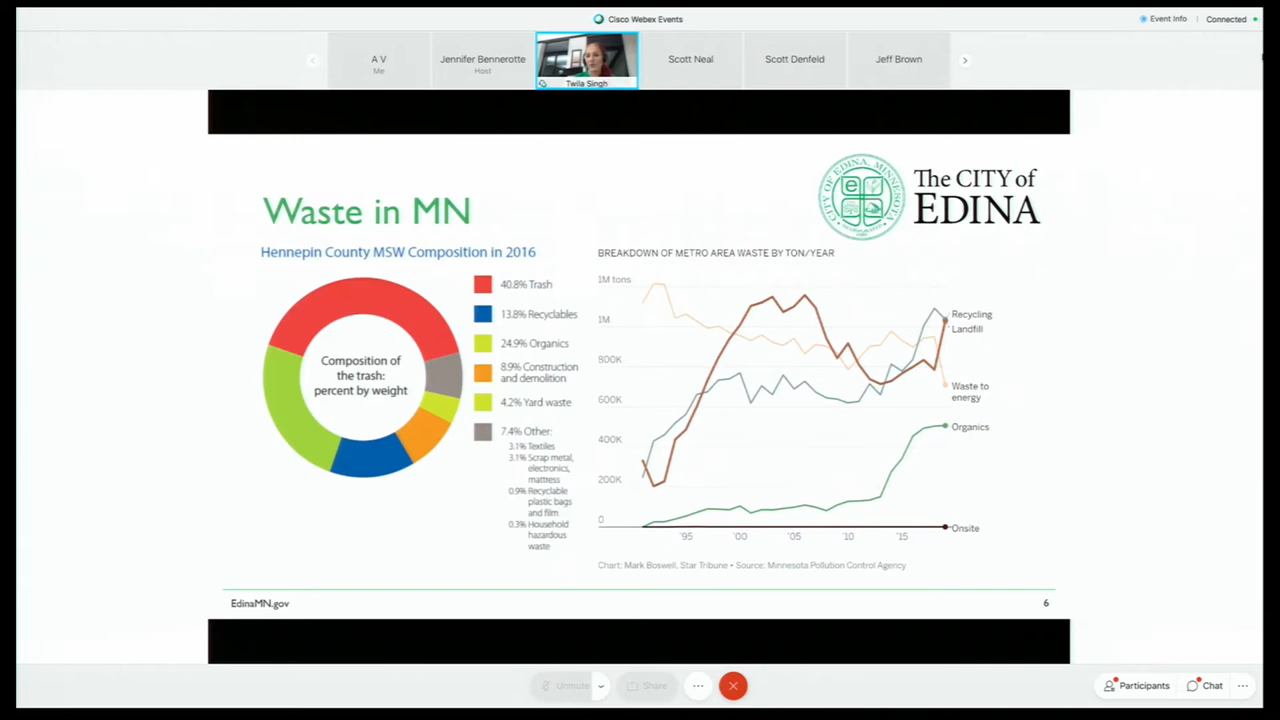 Cisco Webex Events
Event Info
Connected
A V
Me
Jennifer Bennerotte
Host
Twila Singh
Scott Neal
Scott Denfeld
Jeff Brown
CITY OF EDINA, MINNESOTA
e
The CITY of
EDINA
Waste in MN
Hennepin County MSW Composition in 2016
Composition of
the trash:
percent by weight
40.8% Trash
13.8% Recyclables
24.9% Organics
8.9% Construction
and demolition
4.2% Yard waste
7.4% Other:
3.1% Textiles
3.1% Scrap metal,
electronics,
mattress
0.9% Recyclable
plastic bags
and film
0.3% Household
hazardous
waste
BREAKDOWN OF METRO AREA WASTE BY TON/YEAR
1M tons
1M
800K
600K
400K
200K
0
'95
'00
'05
'10
'15
Recycling
Landfill
Waste to
energy
Organics
Onsite
Chart: Mark Boswell, Star Tribune • Source: Minnesota Pollution Control Agency
EdinaMN.gov
6
Unmute
Share
Participants
Chat